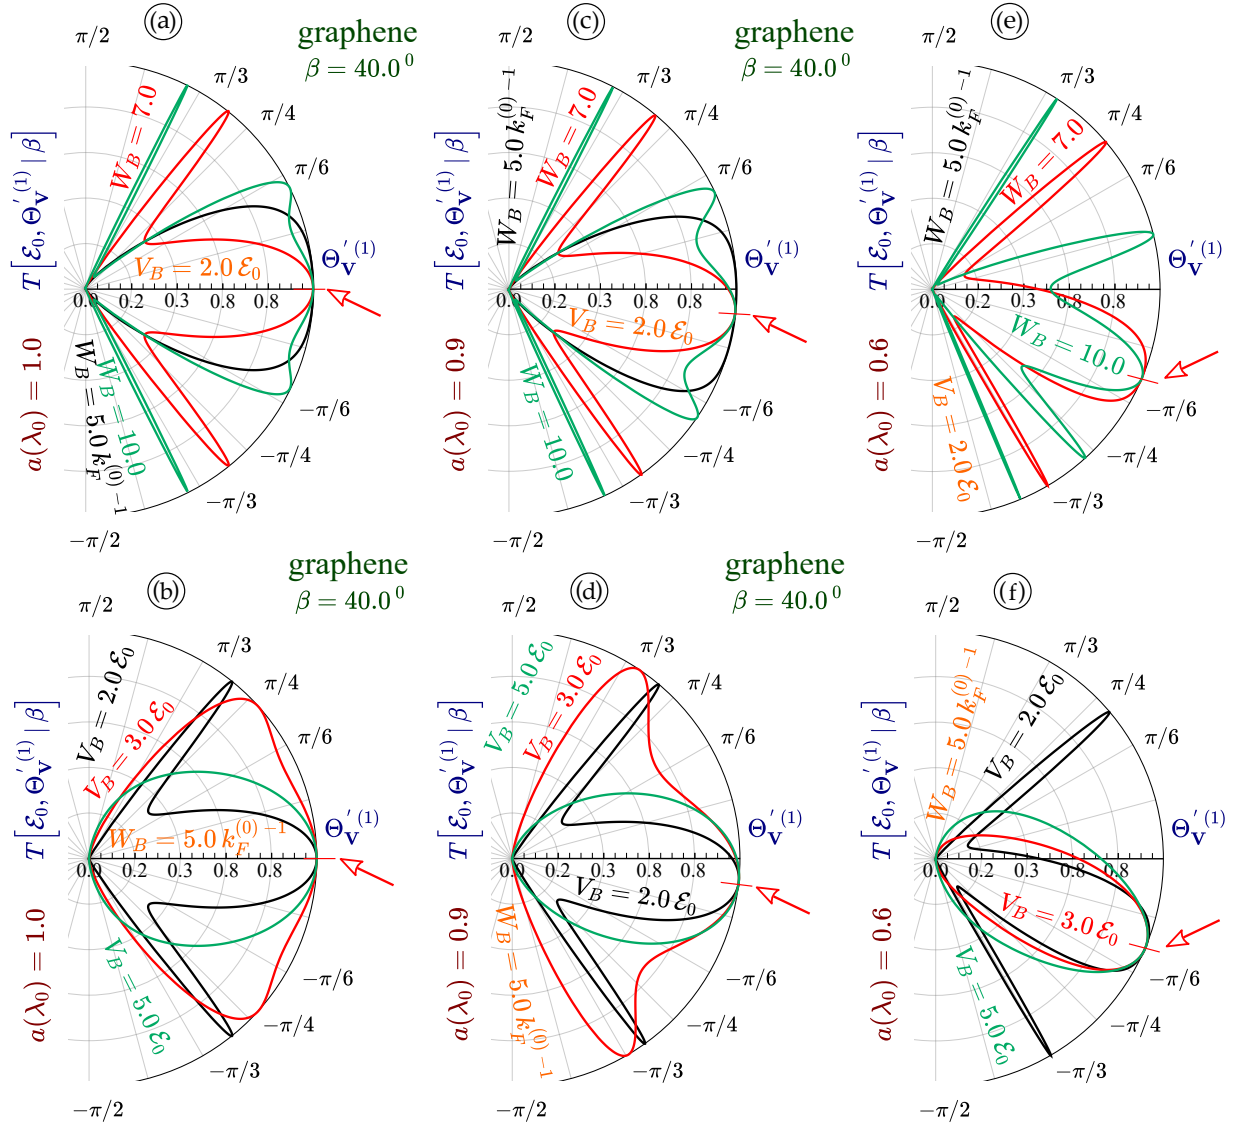 (a)
π/2
graphene
β = 40.0⁰
π/3
π/4
π/6
W_B = 7.0
T [ℰ₀, Θ_V′⁽¹⁾ | β]
Θ_V′⁽¹⁾
V_B = 2.0 ℰ₀
0.0 0.2 0.3 0.8 0.8
a(λ₀) = 1.0
W_B = 5.0 k_F⁽⁰⁾ ⁻¹
W_B = 10.0
−π/6
−π/4
−π/3
−π/2
(c)
π/2
graphene
β = 40.0⁰
π/3
π/4
π/6
W_B = 5.0 k_F⁽⁰⁾ ⁻¹
W_B = 7.0
T [ℰ₀, Θ_V′⁽¹⁾ | β]
Θ_V′⁽¹⁾
0.0 0.2 0.3 0.8 0.8
V_B = 2.0 ℰ₀
a(λ₀) = 0.9
W_B = 10.0
−π/6
−π/4
−π/3
−π/2
(e)
π/2
π/3
π/4
π/6
W_B = 5.0 k_F⁽⁰⁾ ⁻¹
W_B = 7.0
T [ℰ₀, Θ_V′⁽¹⁾ | β]
Θ_V′⁽¹⁾
0.0 0.2 0.3 0.8 0.8
W_B = 10.0
a(λ₀) = 0.6
V_B = 2.0 ℰ₀
−π/6
−π/4
−π/3
−π/2
(b)
π/2
graphene
β = 40.0⁰
π/3
π/4
π/6
V_B = 2.0 ℰ₀
V_B = 3.0 ℰ₀
T [ℰ₀, Θ_V′⁽¹⁾ | β]
Θ_V′⁽¹⁾
W_B = 5.0 k_F⁽⁰⁾ ⁻¹
0.0 0.2 0.3 0.8 0.8
a(λ₀) = 1.0
V_B = 5.0 ℰ₀
−π/6
−π/4
−π/3
−π/2
(d)
π/2
graphene
β = 40.0⁰
π/3
π/4
π/6
V_B = 5.0 ℰ₀
V_B = 3.0 ℰ₀
T [ℰ₀, Θ_V′⁽¹⁾ | β]
Θ_V′⁽¹⁾
0.0 0.2 0.3 0.8 0.8
V_B = 2.0 ℰ₀
a(λ₀) = 0.9
W_B = 5.0 k_F⁽⁰⁾ ⁻¹
−π/6
−π/4
−π/3
−π/2
(f)
π/2
π/3
π/4
π/6
W_B = 5.0 k_F⁽⁰⁾ ⁻¹
V_B = 2.0 ℰ₀
T [ℰ₀, Θ_V′⁽¹⁾ | β]
Θ_V′⁽¹⁾
0.0 0.2 0.3 0.8 0.8
V_B = 3.0 ℰ₀
a(λ₀) = 0.6
V_B = 5.0 ℰ₀
−π/6
−π/4
−π/3
−π/2